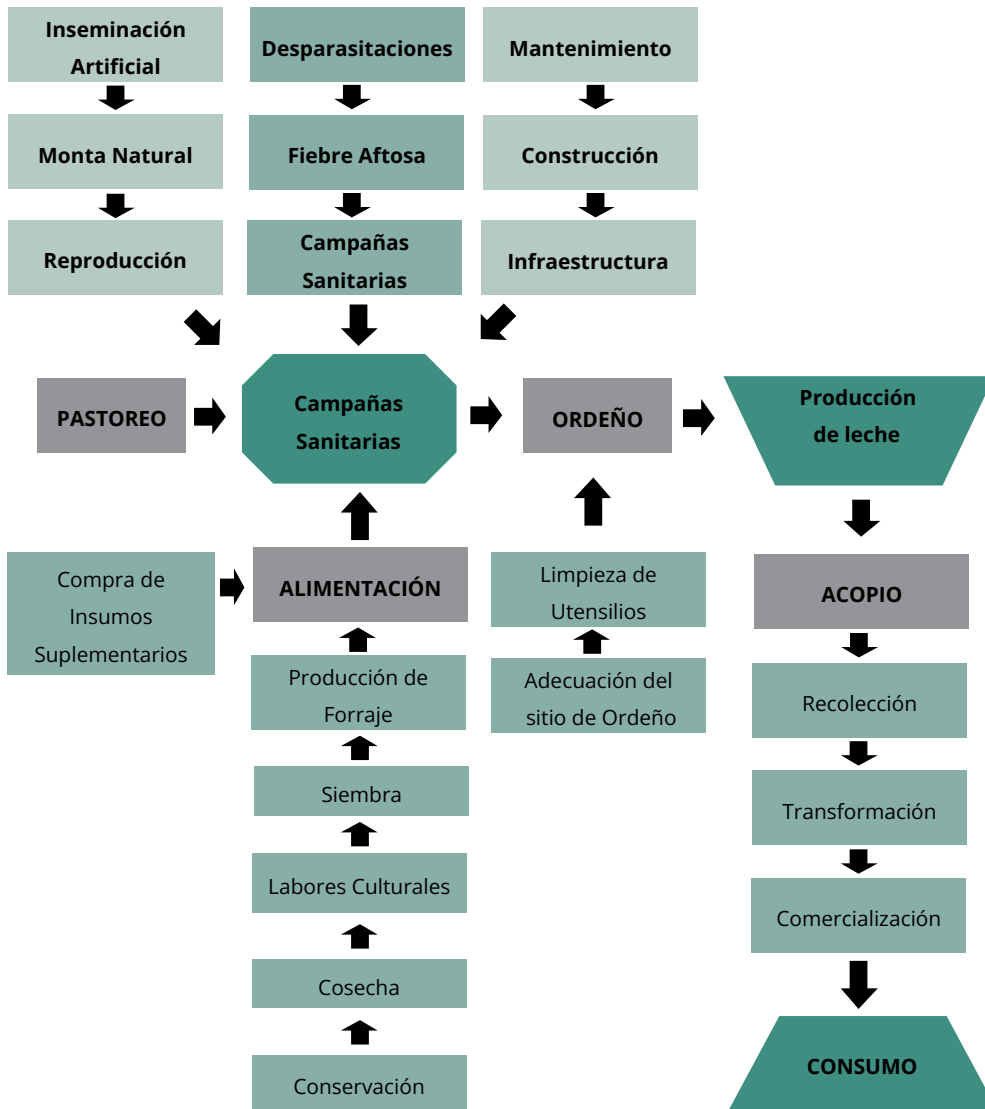 Inseminación
Artificial
Desparasitaciones
Mantenimiento
Monta Natural
Fiebre Aftosa
Construcción
Reproducción
Campañas
Sanitarias
Infraestructura
PASTOREO
Campañas
Sanitarias
ORDEÑO
Producción
de leche
Compra de
Insumos
Suplementarios
ALIMENTACIÓN
Limpieza de
Utensilios
ACOPIO
Producción de
Forraje
Adecuación del
sitio de Ordeño
Recolección
Siembra
Transformación
Labores Culturales
Comercialización
Cosecha
Conservación
CONSUMO